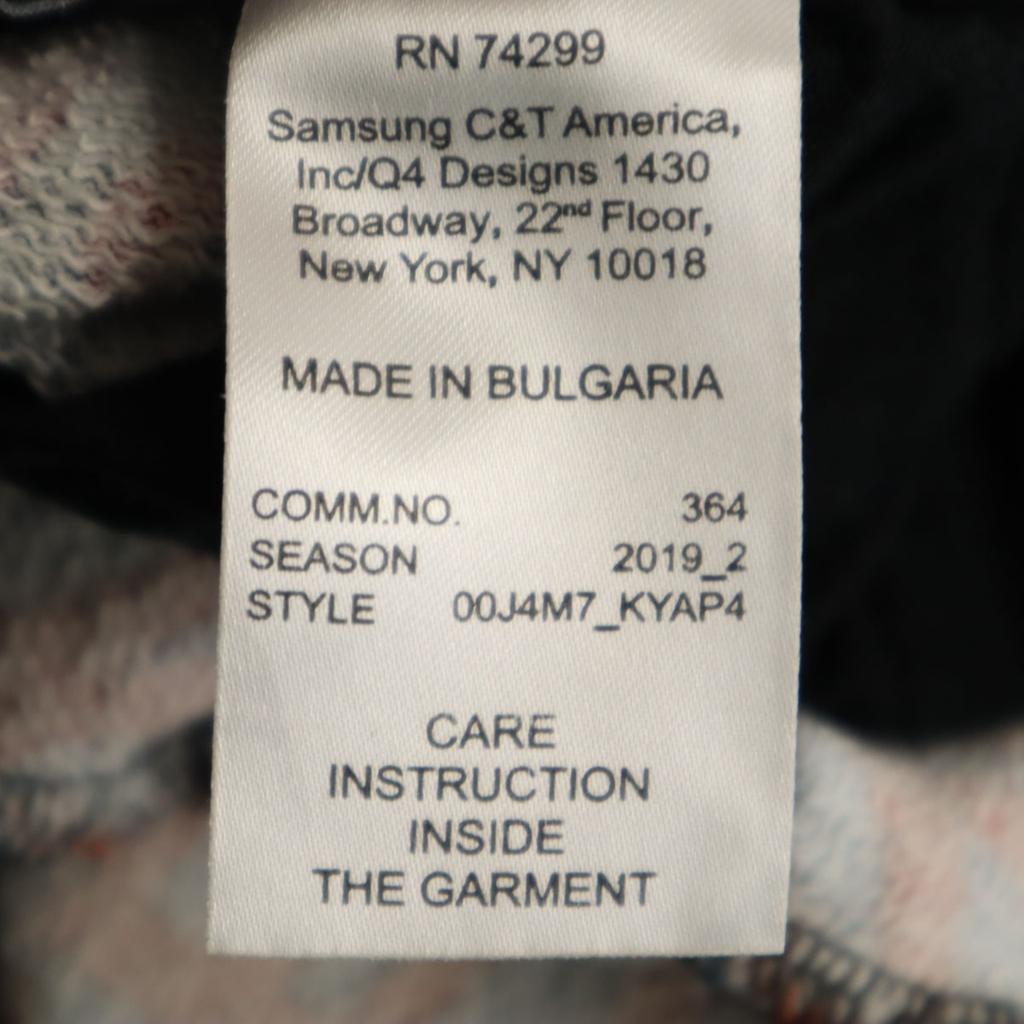 RN 74299
Samsung C&T America,
Inc/Q4 Designs 1430
Broadway, 22nd Floor,
New York, NY 10018
MADE IN BULGARIA
COMM.NO. 364
SEASON 2019_2
STYLE 00J4M7_KYAP4
CARE
INSTRUCTION
INSIDE
THE GARMENT